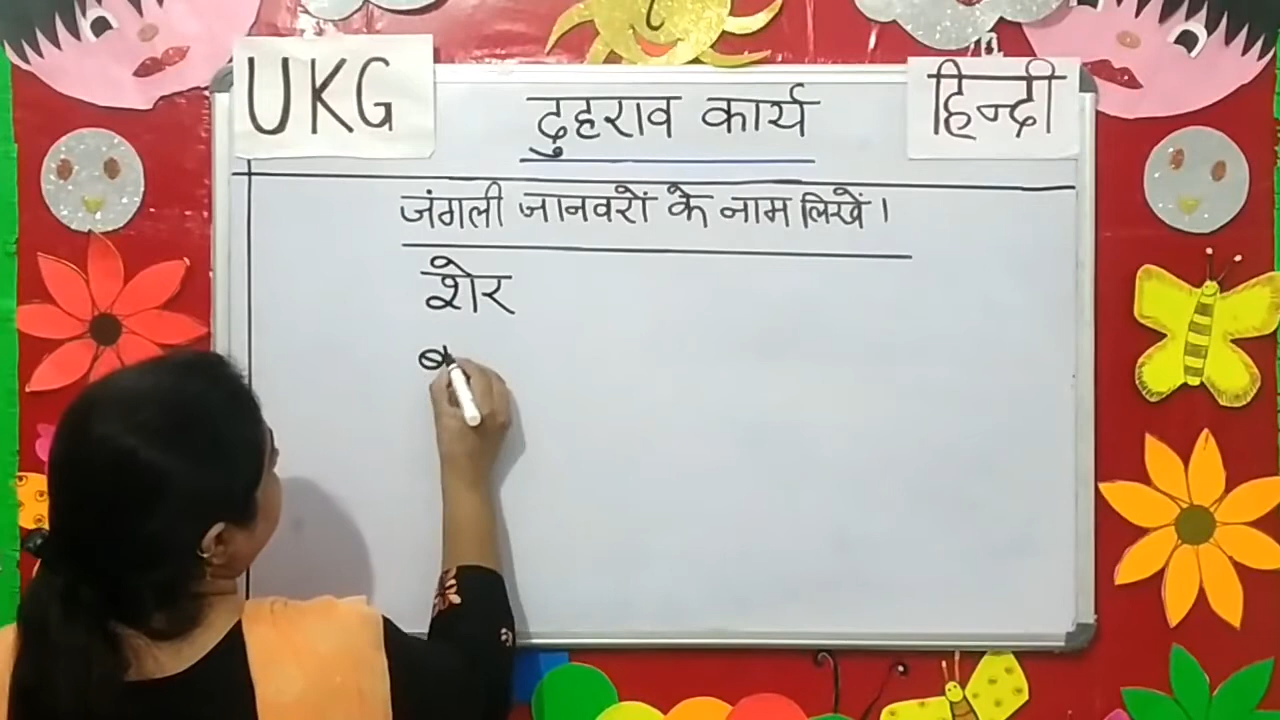 UKG
दुहराव कार्य
हिन्दी
जंगली जानवरों के नाम लिखें।
शेर
ब